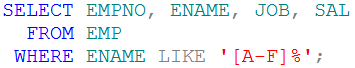 SELECT EMPNO, ENAME, JOB, SAL
FROM EMP
WHERE ENAME LIKE '[A-F]%';